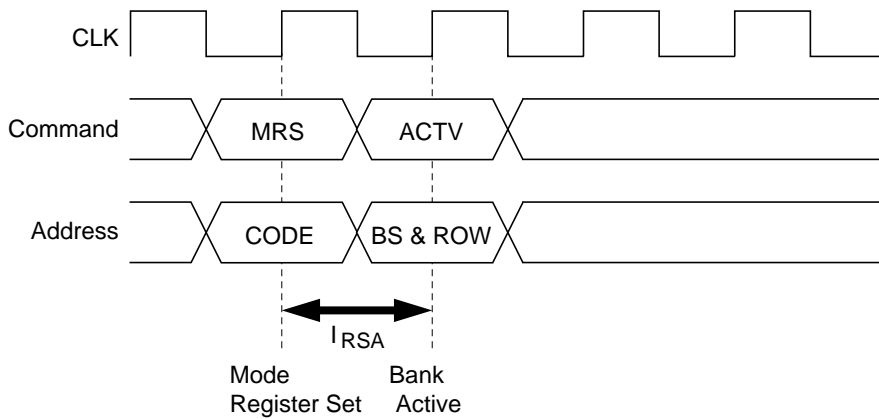 CLK
Command MRS ACTV
Address CODE BS & ROW
I RSA
Mode Bank
Register Set Active